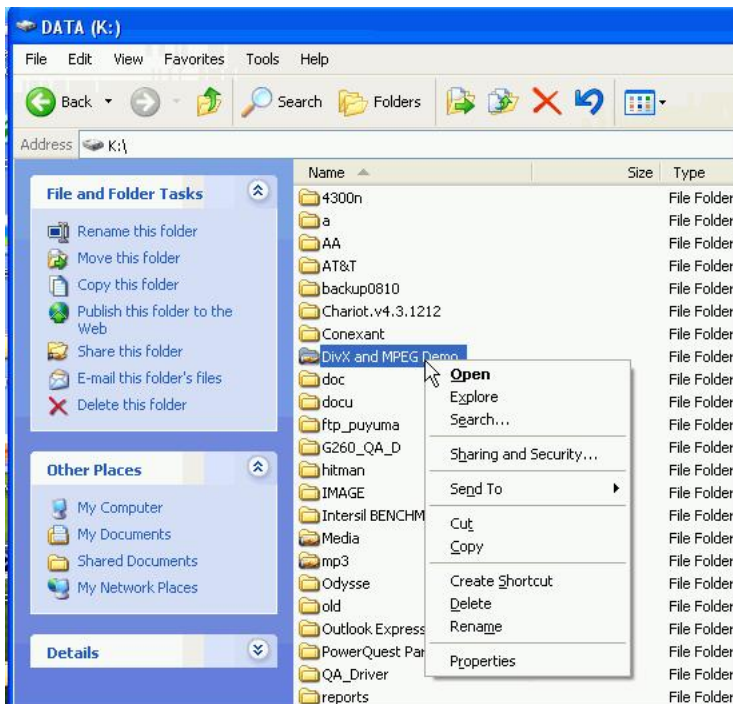 DATA (K:)
File Edit View Favorites Tools Help
Back Search Folders
Address K:\
Name Size Type
File and Folder Tasks
Rename this folder
Move this folder
Copy this folder
Publish this folder to the
Web
Share this folder
E-mail this folder's files
Delete this folder
Other Places
My Computer
My Documents
Shared Documents
My Network Places
Details
4300n File Folder
a File Folder
AA File Folder
AT&T File Folder
backup0810 File Folder
Chariot.v4.3.1212 File Folder
Conexant File Folder
DivX and MPEG Demo File Folder
doc File Folder
docu File Folder
ftp_puyuma File Folder
G260_QA_D File Folder
hitman File Folder
IMAGE File Folder
Intersil BENCHM File Folder
Media File Folder
mp3 File Folder
Odysse File Folder
old File Folder
Outlook Express File Folder
PowerQuest Par File Folder
QA_Driver File Folder
reports File Folder
Open
Explore
Search...
Sharing and Security...
Send To
Cut
Copy
Create Shortcut
Delete
Rename
Properties